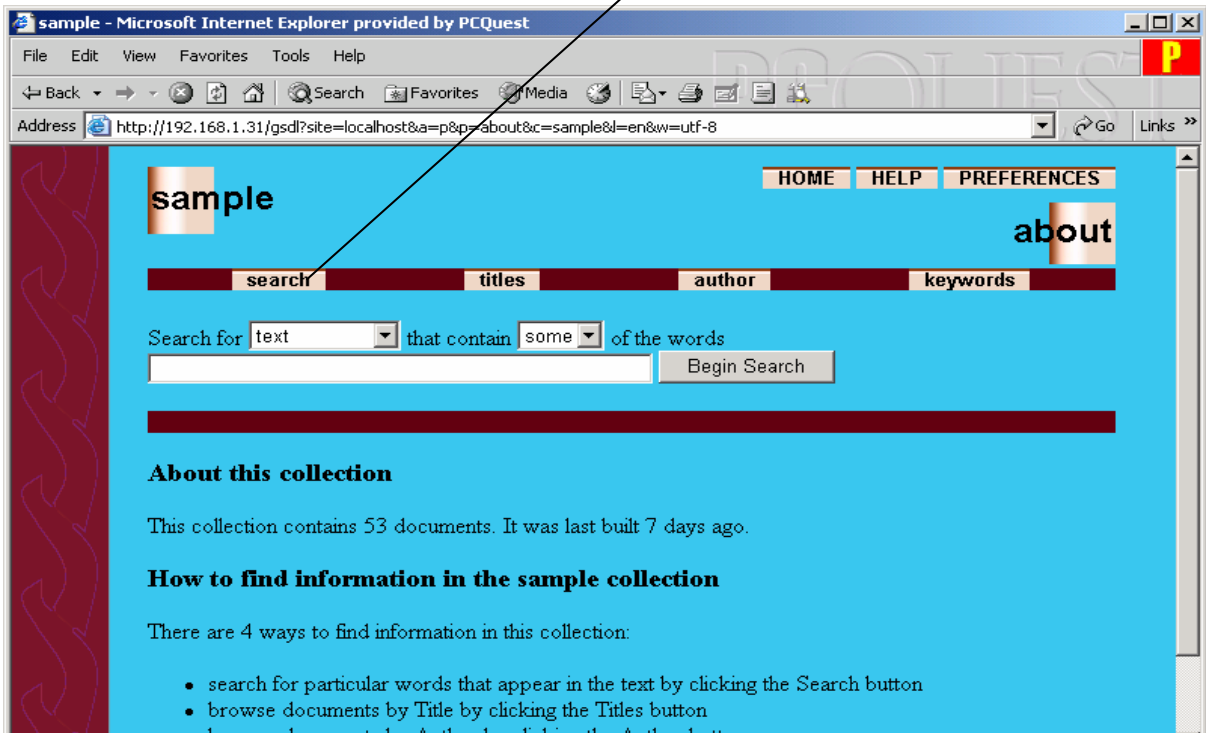 sample - Microsoft Internet Explorer provided by PCQuest
File Edit View Favorites Tools Help
PCQUEST
P
Back Search Favorites Media
Address http://192.168.1.31/gsdl?site=localhost&a=p&p=about&c=sample&l=en&w=utf-8 Go Links »
sample
HOME HELP PREFERENCES
about
search titles author keywords
Search for text that contain some of the words
Begin Search
About this collection
This collection contains 53 documents. It was last built 7 days ago.
How to find information in the sample collection
There are 4 ways to find information in this collection:
• search for particular words that appear in the text by clicking the Search button
• browse documents by Title by clicking the Titles button